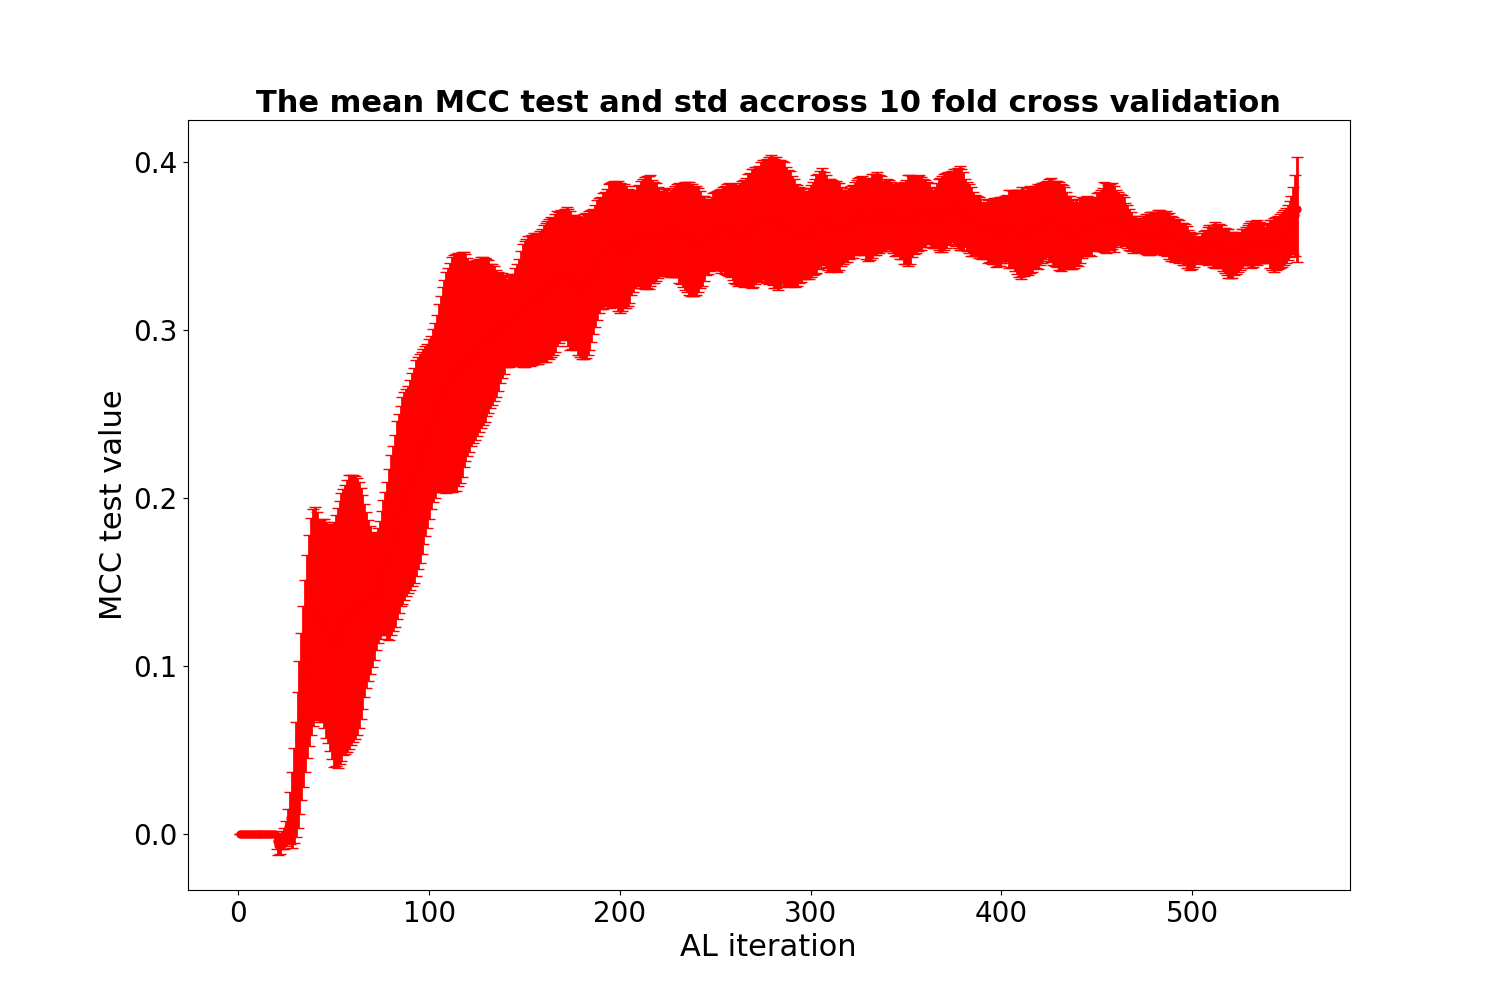 The mean MCC test and std accross 10 fold cross validation
0.4
0.3
0.2
0.1
0.0
MCC test value
0 100 200 300 400 500
AL iteration